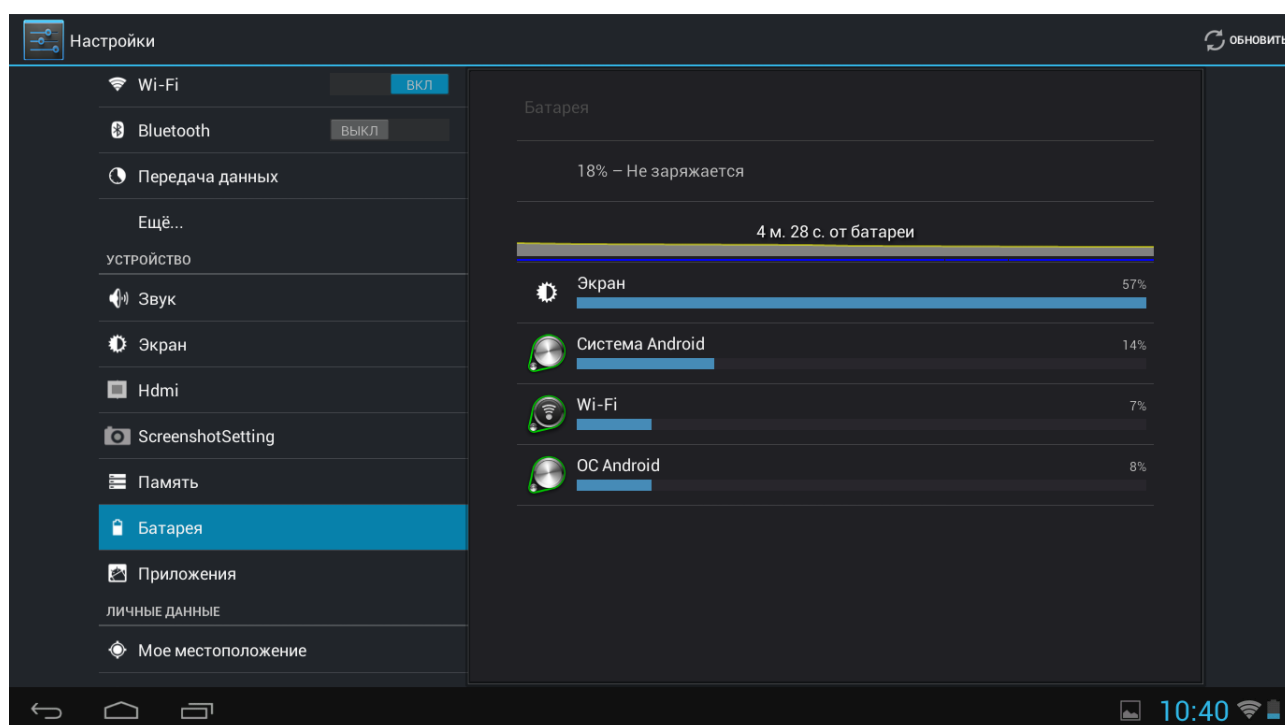 Настройки
ОБНОВИТЬ
Wi-Fi
ВКЛ
Bluetooth
ВЫКЛ
Передача данных
Ещё...
УСТРОЙСТВО
Звук
Экран
Hdmi
ScreenshotSetting
Память
Батарея
Приложения
ЛИЧНЫЕ ДАННЫЕ
Мое местоположение
Батарея
18% – Не заряжается
4 м. 28 с. от батареи
Экран
57%
Система Android
14%
Wi-Fi
7%
ОС Android
8%
10:40